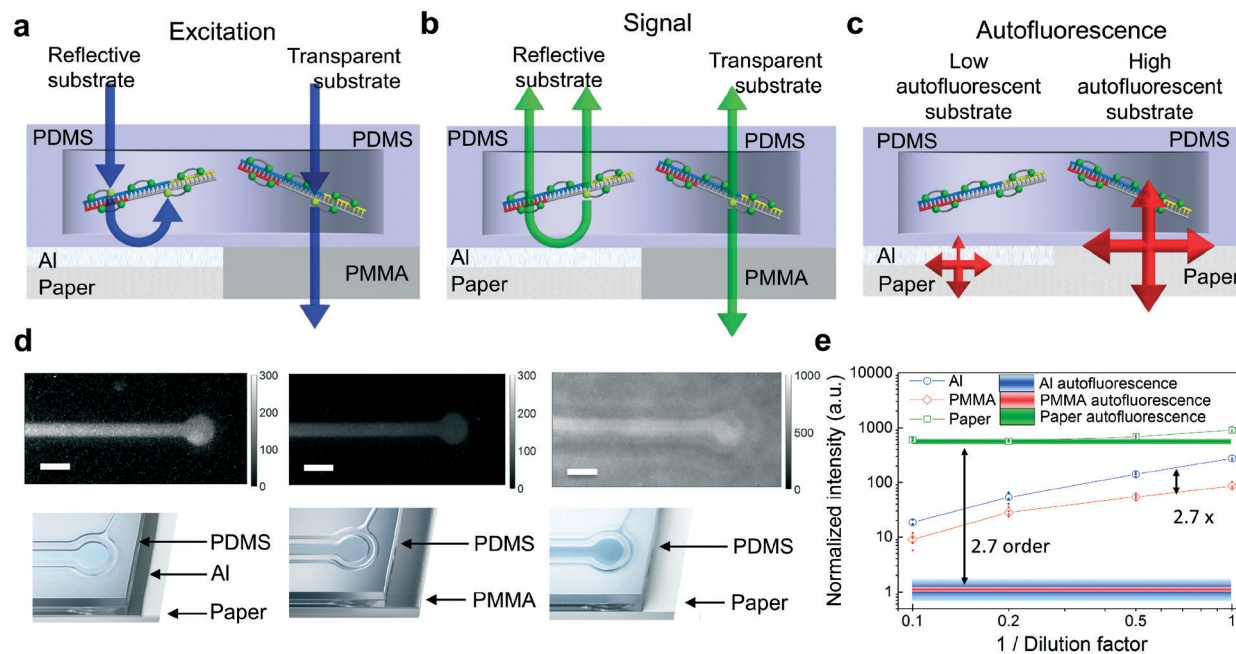 a
Excitation
Reflective
substrate
Transparent
substrate
PDMS
PDMS
Al
Paper
PMMA
b
Signal
Reflective
substrate
Transparent
substrate
PDMS
PDMS
Al
Paper
PMMA
c
Autofluorescence
Low
autofluorescent
substrate
High
autofluorescent
substrate
PDMS
PDMS
Al
Paper
Paper
d
300
200
100
0
300
200
100
0
1000
500
0
PDMS
Al
Paper
PDMS
PMMA
PDMS
Paper
e
Normalized intensity (a.u.)
10000
1000
100
10
1
Al
PMMA
Paper
Al autofluorescence
PMMA autofluorescence
Paper autofluorescence
2.7 order
2.7 x
0.1
0.2
0.5
1
1 / Dilution factor